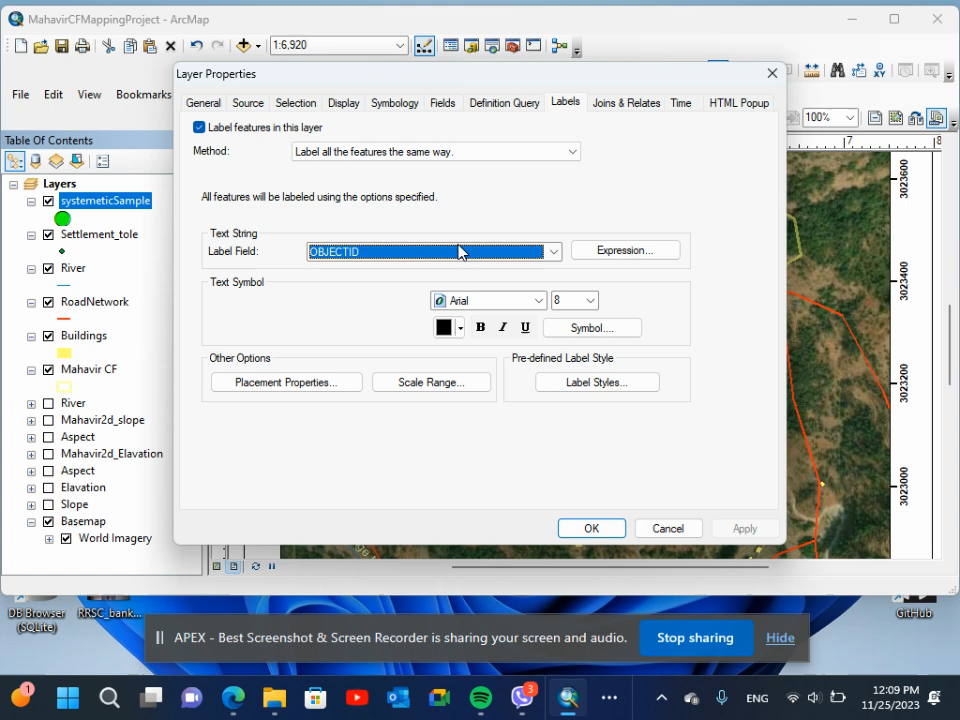 MahavirCFMappingProject - ArcMap
1:6,920
File Edit View Bookmarks
100%
Table Of Contents
Layers
systemeticSample
Settlement_tole
River
RoadNetwork
Buildings
Mahavir CF
River
Mahavir2d_slope
Aspect
Mahavir2d_Elavation
Aspect
Elavation
Slope
Basemap
World Imagery
Layer Properties
General Source Selection Display Symbology Fields Definition Query Labels Joins & Relates Time HTML Popup
Label features in this layer
Method: Label all the features the same way.
All features will be labeled using the options specified.
Text String
Label Field: OBJECTID Expression...
Text Symbol
Arial 8
B I U Symbol....
Other Options
Placement Properties... Scale Range...
Pre-defined Label Style
Label Styles...
OK Cancel Apply
7 8
3023600
3023400
3023200
3023000
DB Browser
(SQLite)
RRSC_bank...
GitHub
APEX - Best Screenshot & Screen Recorder is sharing your screen and audio. Stop sharing Hide
1
3
ENG
12:09 PM
11/25/2023